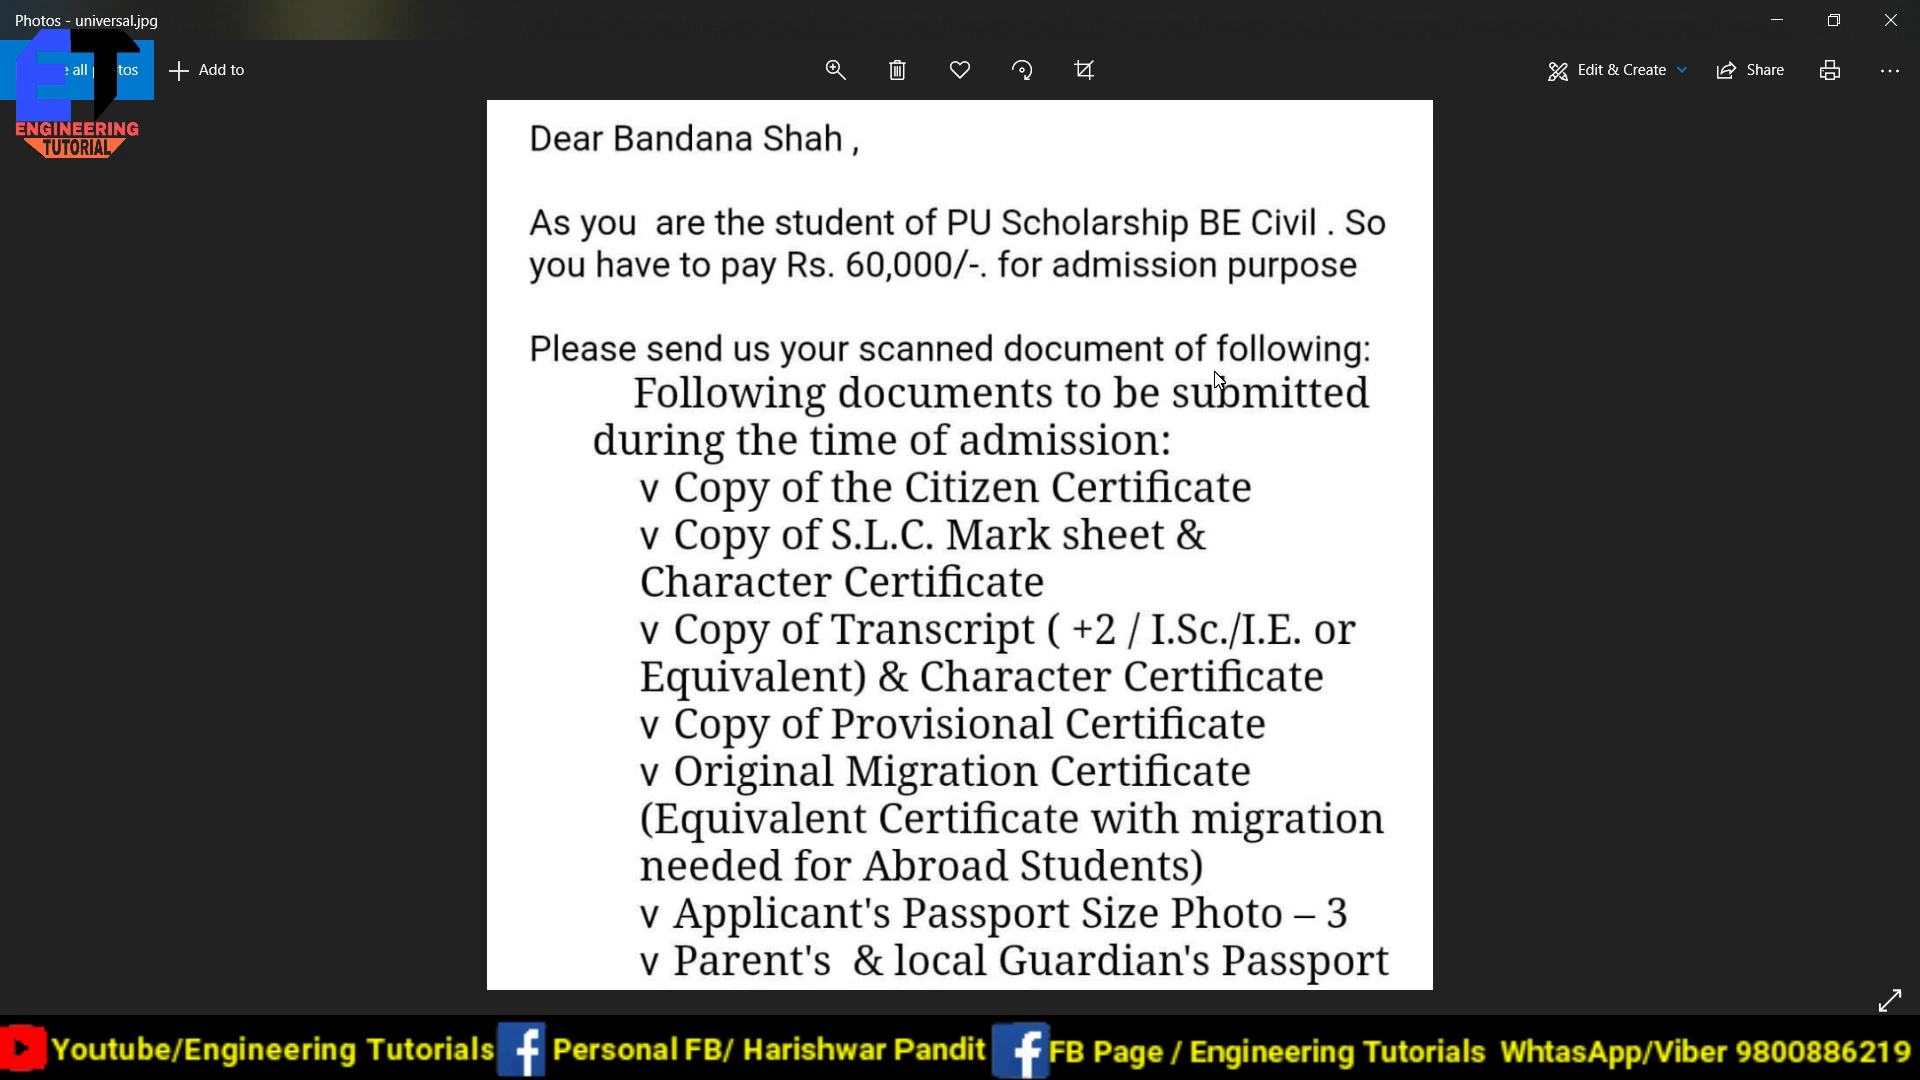 Photos - universal.jpg
e all photos
Add to
Edit & Create
Share
ET
ENGINEERING
TUTORIAL
Dear Bandana Shah ,
As you  are the student of PU Scholarship BE Civil . So
you have to pay Rs. 60,000/-. for admission purpose
Please send us your scanned document of following:
Following documents to be submitted
during the time of admission:
v Copy of the Citizen Certificate
v Copy of S.L.C. Mark sheet &
Character Certificate
v Copy of Transcript ( +2 / I.Sc./I.E. or
Equivalent) & Character Certificate
v Copy of Provisional Certificate
v Original Migration Certificate
(Equivalent Certificate with migration
needed for Abroad Students)
v Applicant's Passport Size Photo – 3
v Parent's  & local Guardian's Passport
Youtube/Engineering Tutorials f Personal FB/ Harishwar Pandit f FB Page / Engineering Tutorials WhtasApp/Viber 9800886219